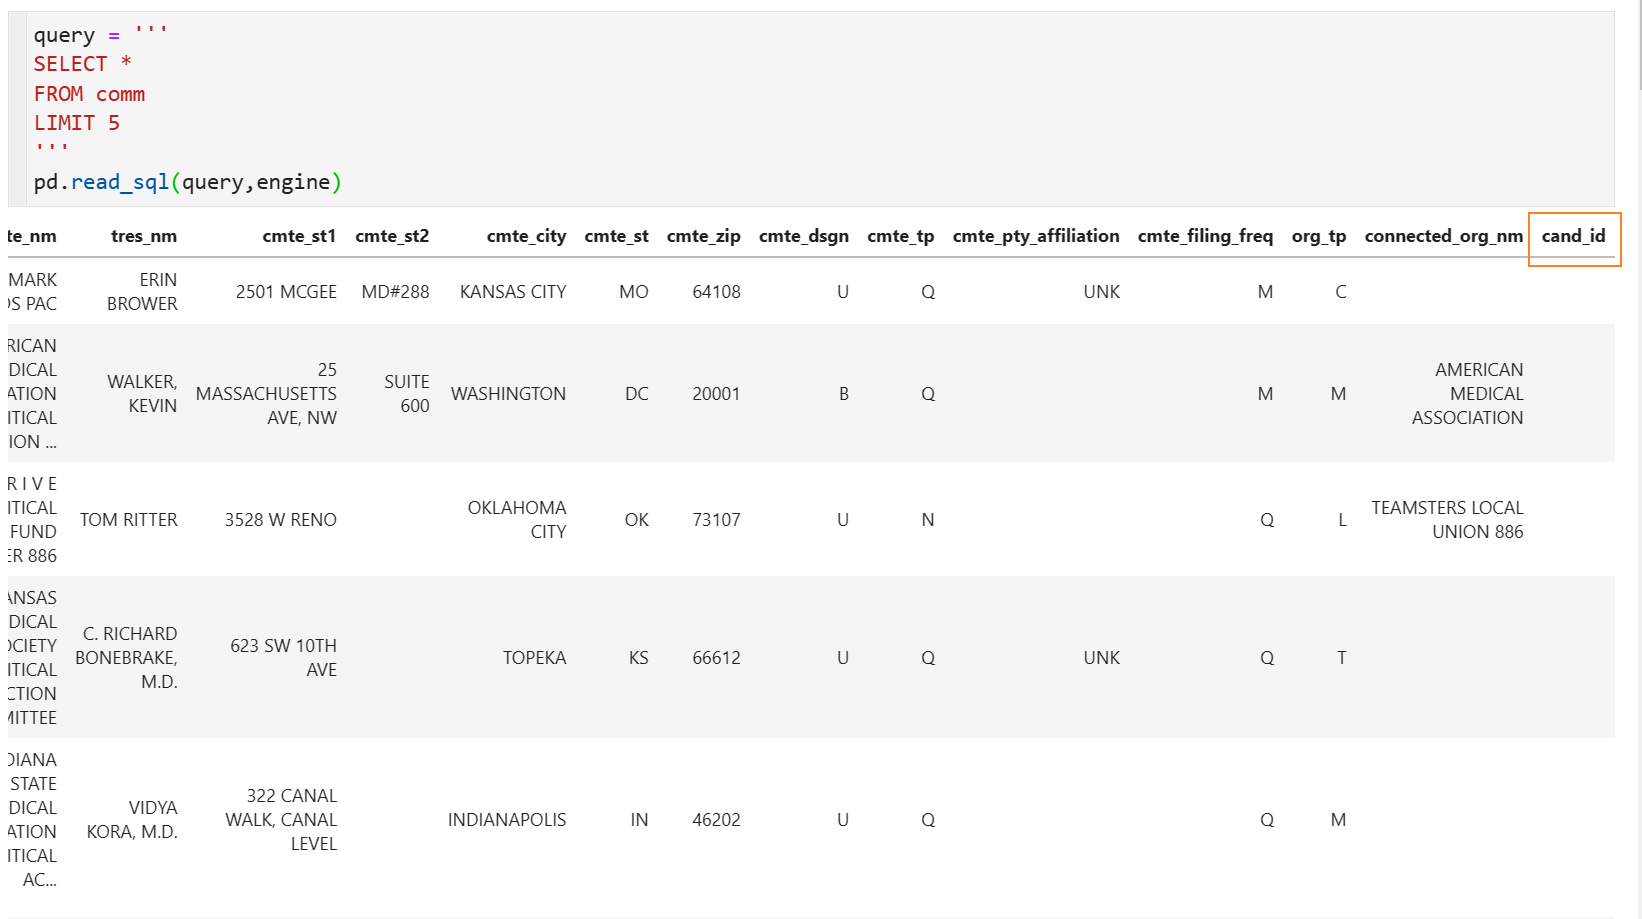 query = '''
SELECT *
FROM comm
LIMIT 5
'''
pd.read_sql(query,engine)
te_nm tres_nm cmte_st1 cmte_st2 cmte_city cmte_st cmte_zip cmte_dsgn cmte_tp cmte_pty_affiliation cmte_filing_freq org_tp connected_org_nm cand_id
MARK ERIN
PAC BROWER 2501 MCGEE MD#288 KANSAS CITY MO 64108 U Q UNK M C
RICAN
DICAL 25 AMERICAN
ATION WALKER, MASSACHUSETTS SUITE WASHINGTON DC 20001 B Q M M MEDICAL
ITICAL KEVIN AVE, NW 600 ASSOCIATION
ION ...
R I V E
ITICAL OKLAHOMA TEAMSTERS LOCAL
FUND TOM RITTER 3528 W RENO CITY OK 73107 U N Q L UNION 886
ER 886
ANSAS
DICAL C. RICHARD
OCIETY BONEBRAKE, 623 SW 10TH TOPEKA KS 66612 U Q UNK Q T
ITICAL M.D. AVE
CTION
MITTEE
DIANA
STATE
DICAL VIDYA 322 CANAL
ATION KORA, M.D. WALK, CANAL INDIANAPOLIS IN 46202 U Q Q M
ITICAL LEVEL
AC...